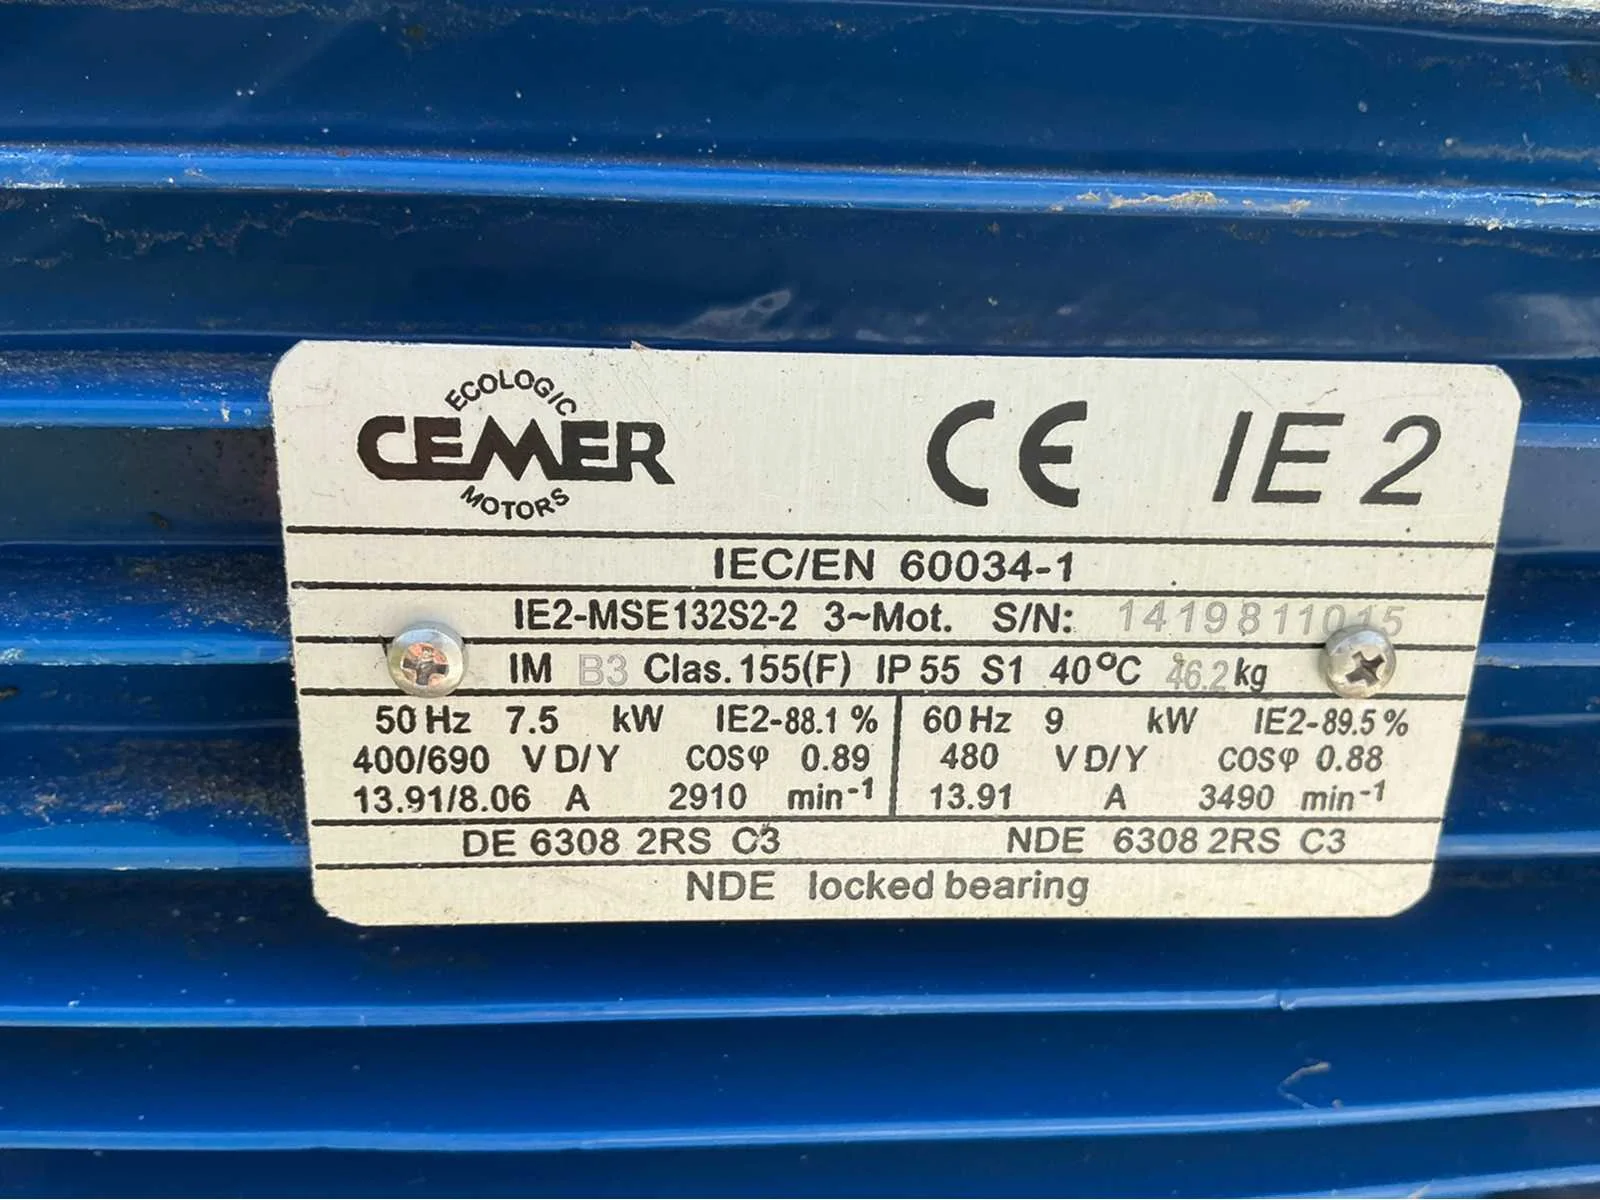 ECOLOGIC
CEMER
MOTORS
CE IE2
IEC/EN 60034-1
IE2-MSE132S2-2 3~Mot. S/N: 1419811015
IM B3 Clas. 155(F) IP 55 S1 40°C 46.2 kg
50 Hz 7.5 kW IE2-88.1 % 60 Hz 9 kW IE2-89.5 %
400/690 V D/Y COSφ 0.89 480 V D/Y COSφ 0.88
13.91/8.06 A 2910 min-1 13.91 A 3490 min-1
DE 6308 2RS C3 NDE 6308 2RS C3
NDE locked bearing